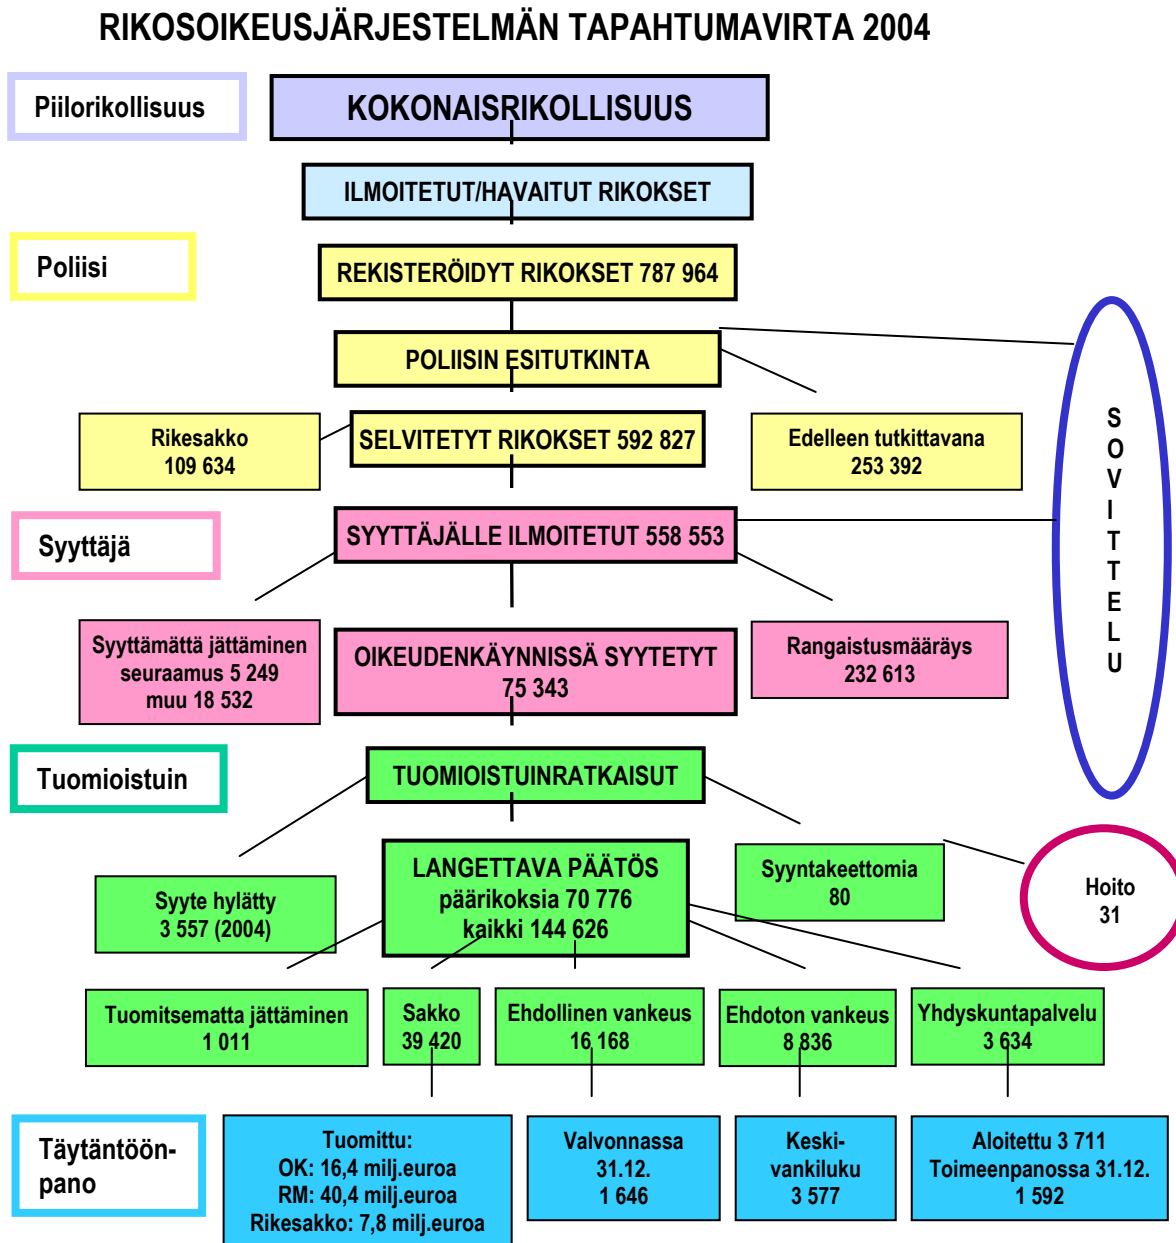 RIKOSOIKEUSJÄRJESTELMÄN TAPAHTUMAVIRTA 2004
Piilorikollisuus
KOKONAISRIKOLLISUUS
ILMOITETUT/HAVAITUT RIKOKSET
Poliisi
REKISTERÖIDYT RIKOKSET 787 964
POLIISIN ESITUTKINTA
Rikesakko
109 634
SELVITETYT RIKOKSET 592 827
Edelleen tutkittavana
253 392
S
O
V
I
T
T
E
L
U
Syyttäjä
SYYTTÄJÄLLE ILMOITETUT 558 553
Syyttämättä jättäminen
seuraamus 5 249
muu 18 532
OIKEUDENKÄYNNISSÄ SYYTETYT
75 343
Rangaistusmääräys
232 613
Tuomioistuin
TUOMIOISTUINRATKAISUT
Syyte hylätty
3 557 (2004)
LANGETTAVA PÄÄTÖS
päärikoksia 70 776
kaikki 144 626
Syyntakeettomia
80
Hoito
31
Tuomitsematta jättäminen
1 011
Sakko
39 420
Ehdollinen vankeus
16 168
Ehdoton vankeus
8 836
Yhdyskuntapalvelu
3 634
Täytäntöön-
pano
Tuomittu:
OK: 16,4 milj.euroa
RM: 40,4 milj.euroa
Rikesakko: 7,8 milj.euroa
Valvonnassa
31.12.
1 646
Keski-
vankiluku
3 577
Aloitettu 3 711
Toimeenpanossa 31.12.
1 592